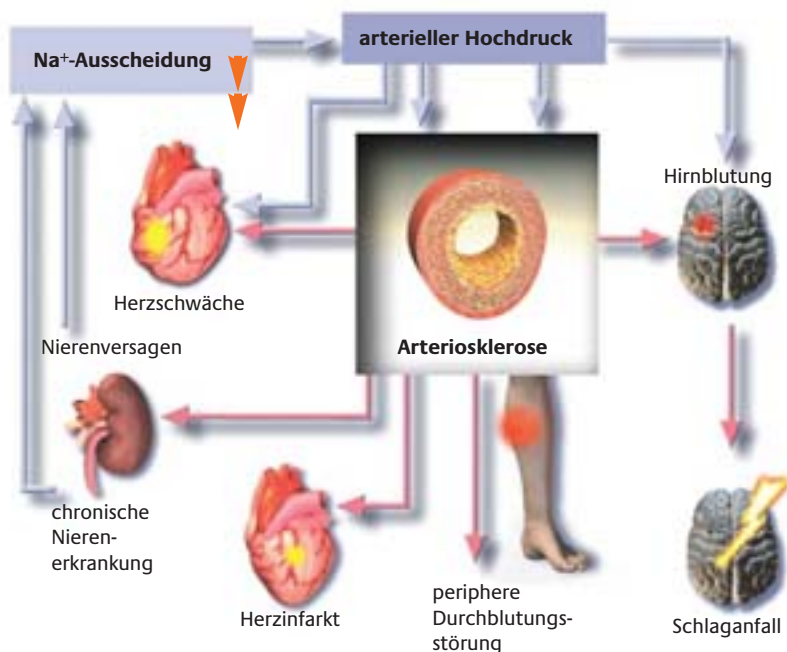 arterieller Hochdruck
Na⁺-Ausscheidung
Hirnblutung
Herzschwäche
Nierenversagen
Arteriosklerose
chronische
Nieren-
erkrankung
Herzinfarkt
periphere
Durchblutungs-
störung
Schlaganfall